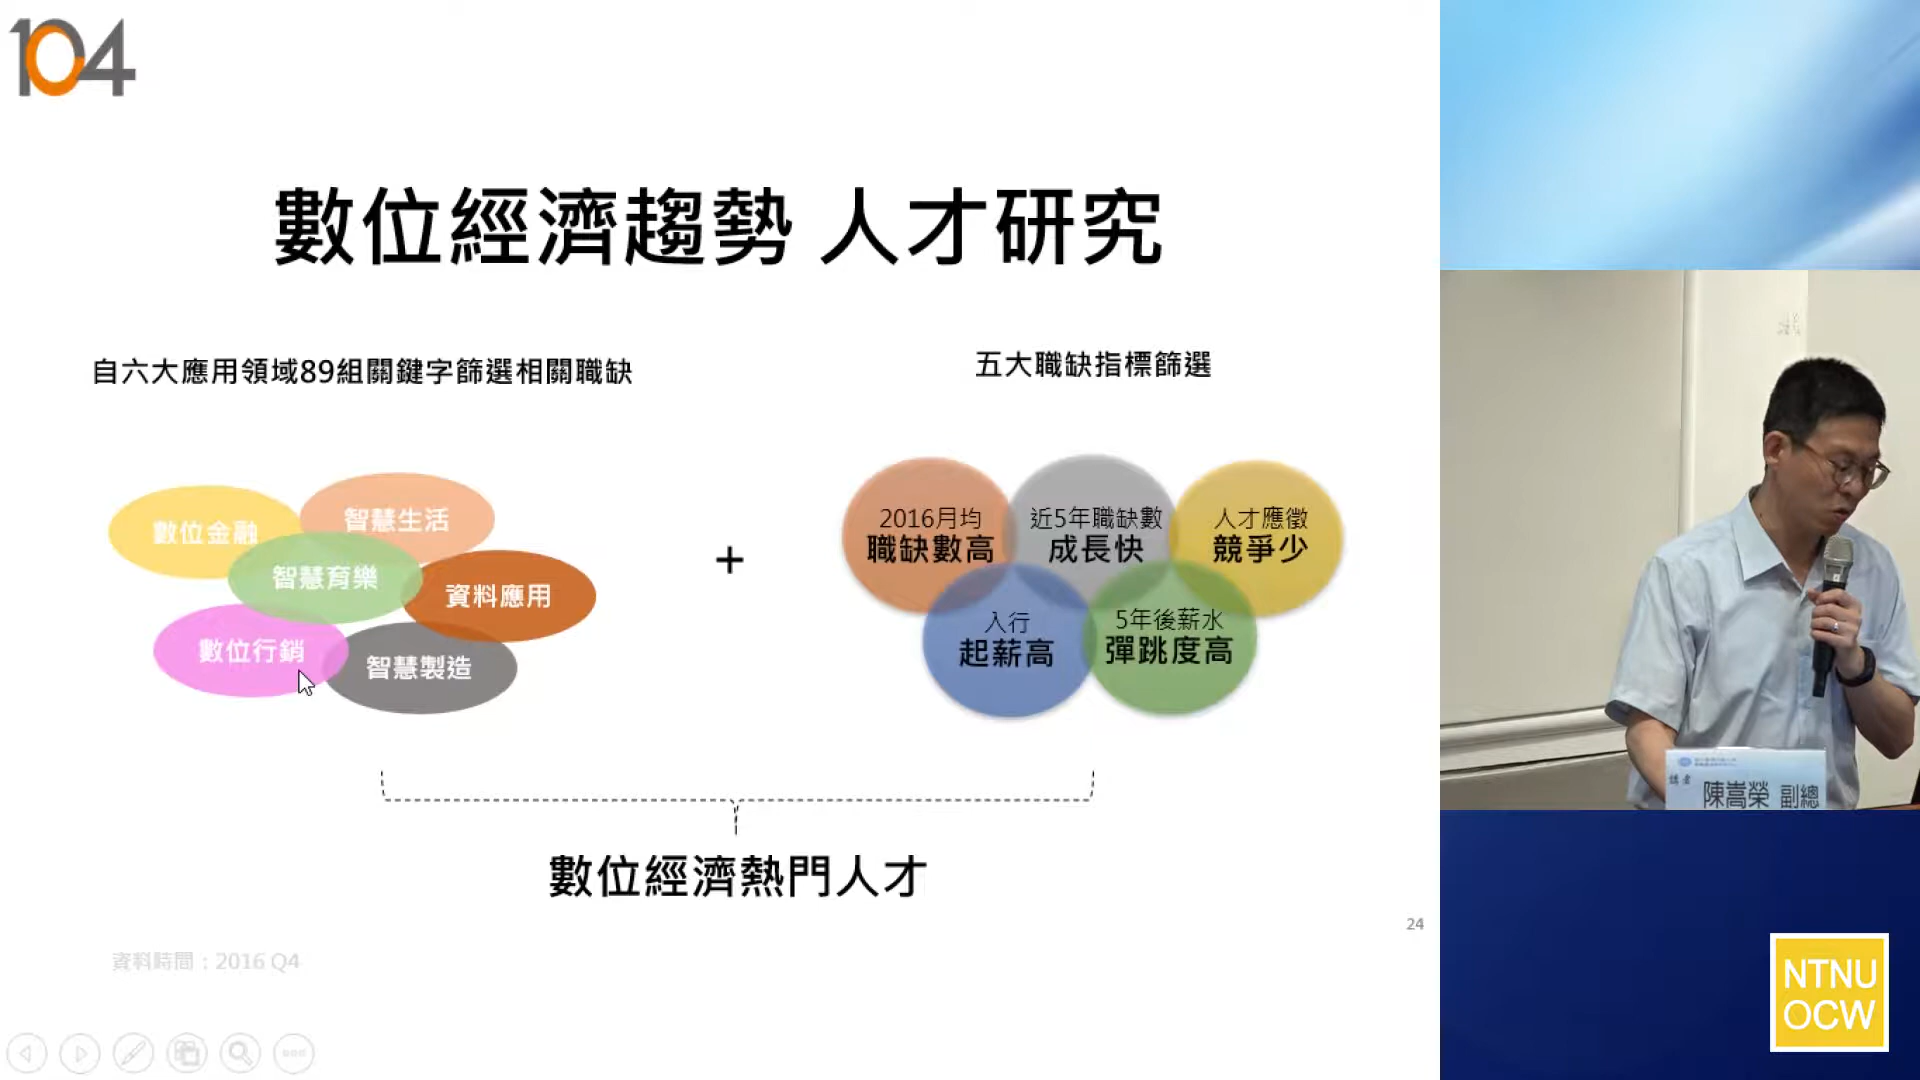 104
數位經濟趨勢 人才研究
自六大應用領域89組關鍵字篩選相關職缺
五大職缺指標篩選
數位金融
智慧生活
智慧育樂
資料應用
數位行銷
智慧製造
+
2016月均
職缺數高
近5年職缺數
成長快
人才應徵
競爭少
入行
起薪高
5年後薪水
彈跳度高
數位經濟熱門人才
24
資料時間：2016 Q4
講者
陳嵩榮 副總
NTNU
OCW